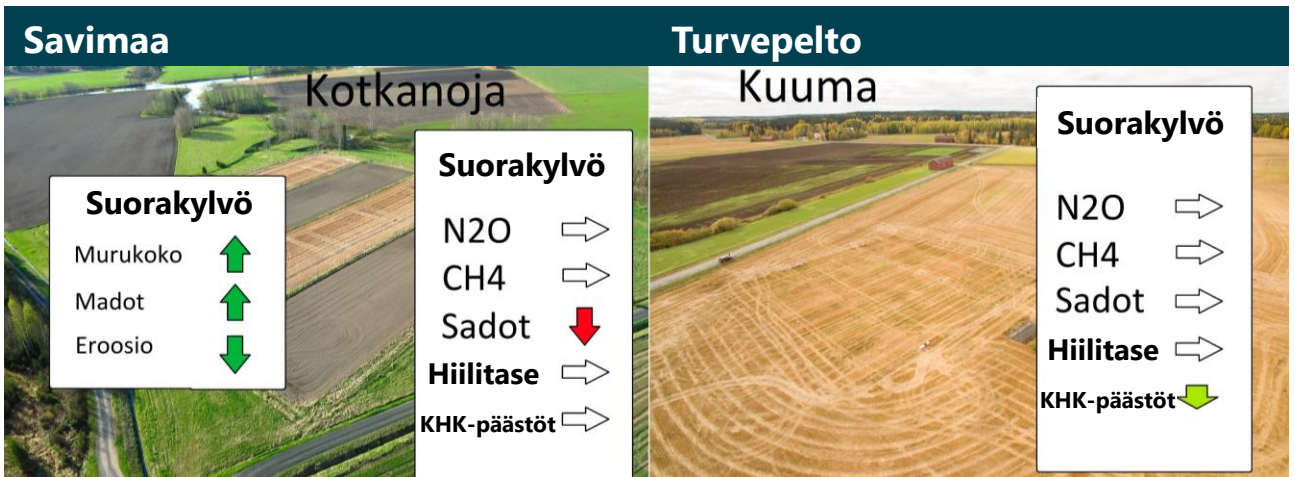 Savimaa
Kotkanoja
Suorakylvö
Murukoko
Madot
Eroosio
Suorakylvö
N2O
CH4
Sadot
Hiilitase
KHK-päästöt
Turvepelto
Kuuma
Suorakylvö
N2O
CH4
Sadot
Hiilitase
KHK-päästöt